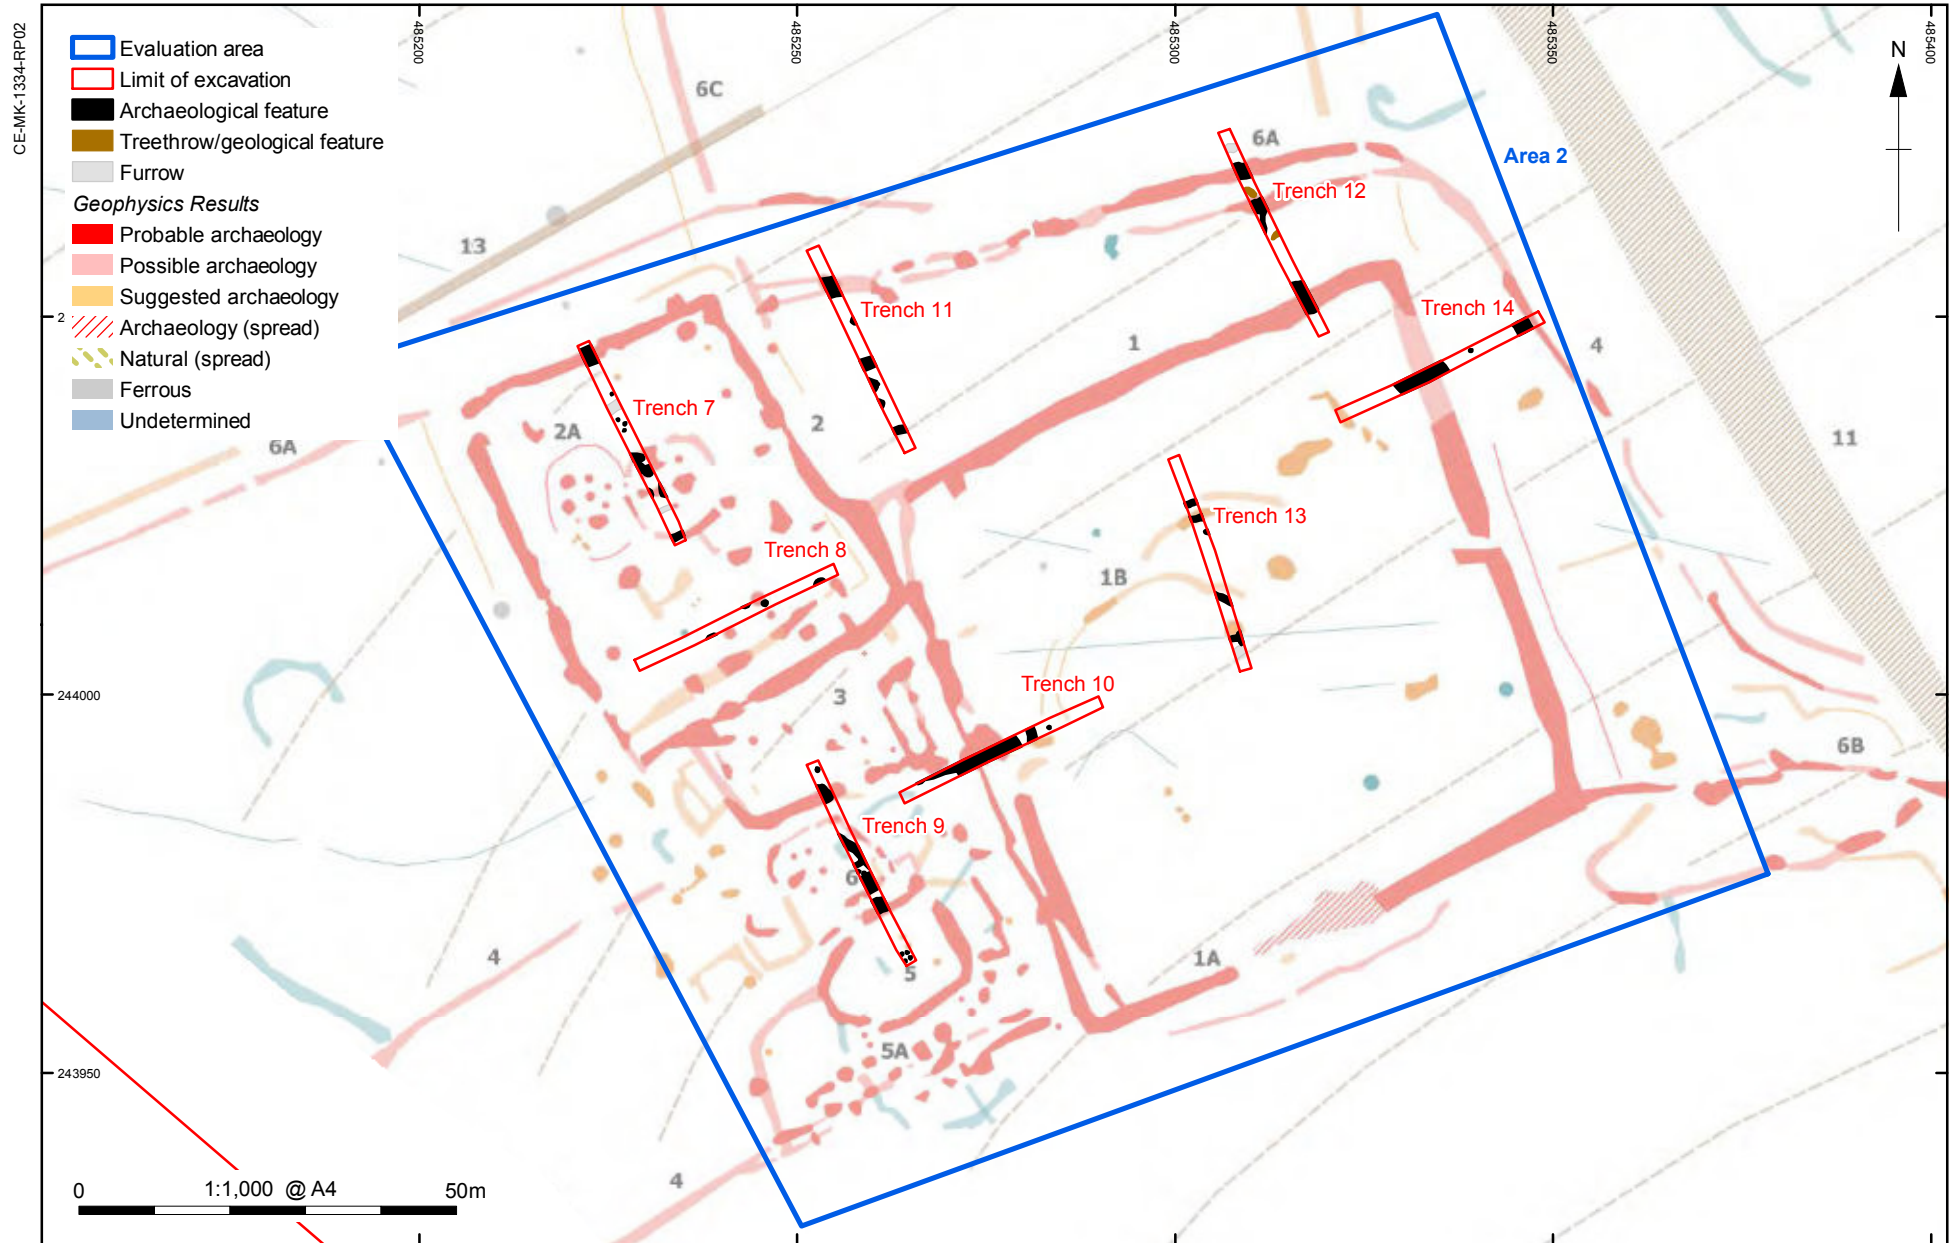 CE-MK-1334-RP02
485200
485250
485300
485350
485400
Evaluation area
Limit of excavation
Archaeological feature
Treethrow/geological feature
Furrow
Geophysics Results
Probable archaeology
Possible archaeology
Suggested archaeology
Archaeology (spread)
Natural (spread)
Ferrous
Undetermined
N
6C
6A
Area 2
Trench 12
13
Trench 11
Trench 14
2
1
4
Trench 7
2
2A
6A
11
Trench 13
Trench 8
1B
Trench 10
3
244000
6B
Trench 9
6
4
1A
5
5A
243950
4
0
1:1,000 @ A4
50m